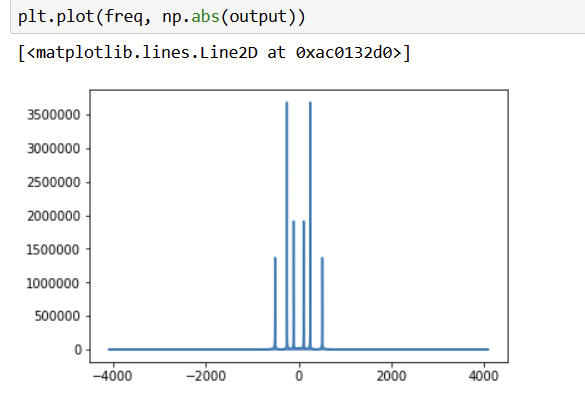 plt.plot(freq, np.abs(output))
[<matplotlib.lines.Line2D at 0xac0132d0>]
3500000
3000000
2500000
2000000
1500000
1000000
500000
0
−4000 −2000 0 2000 4000